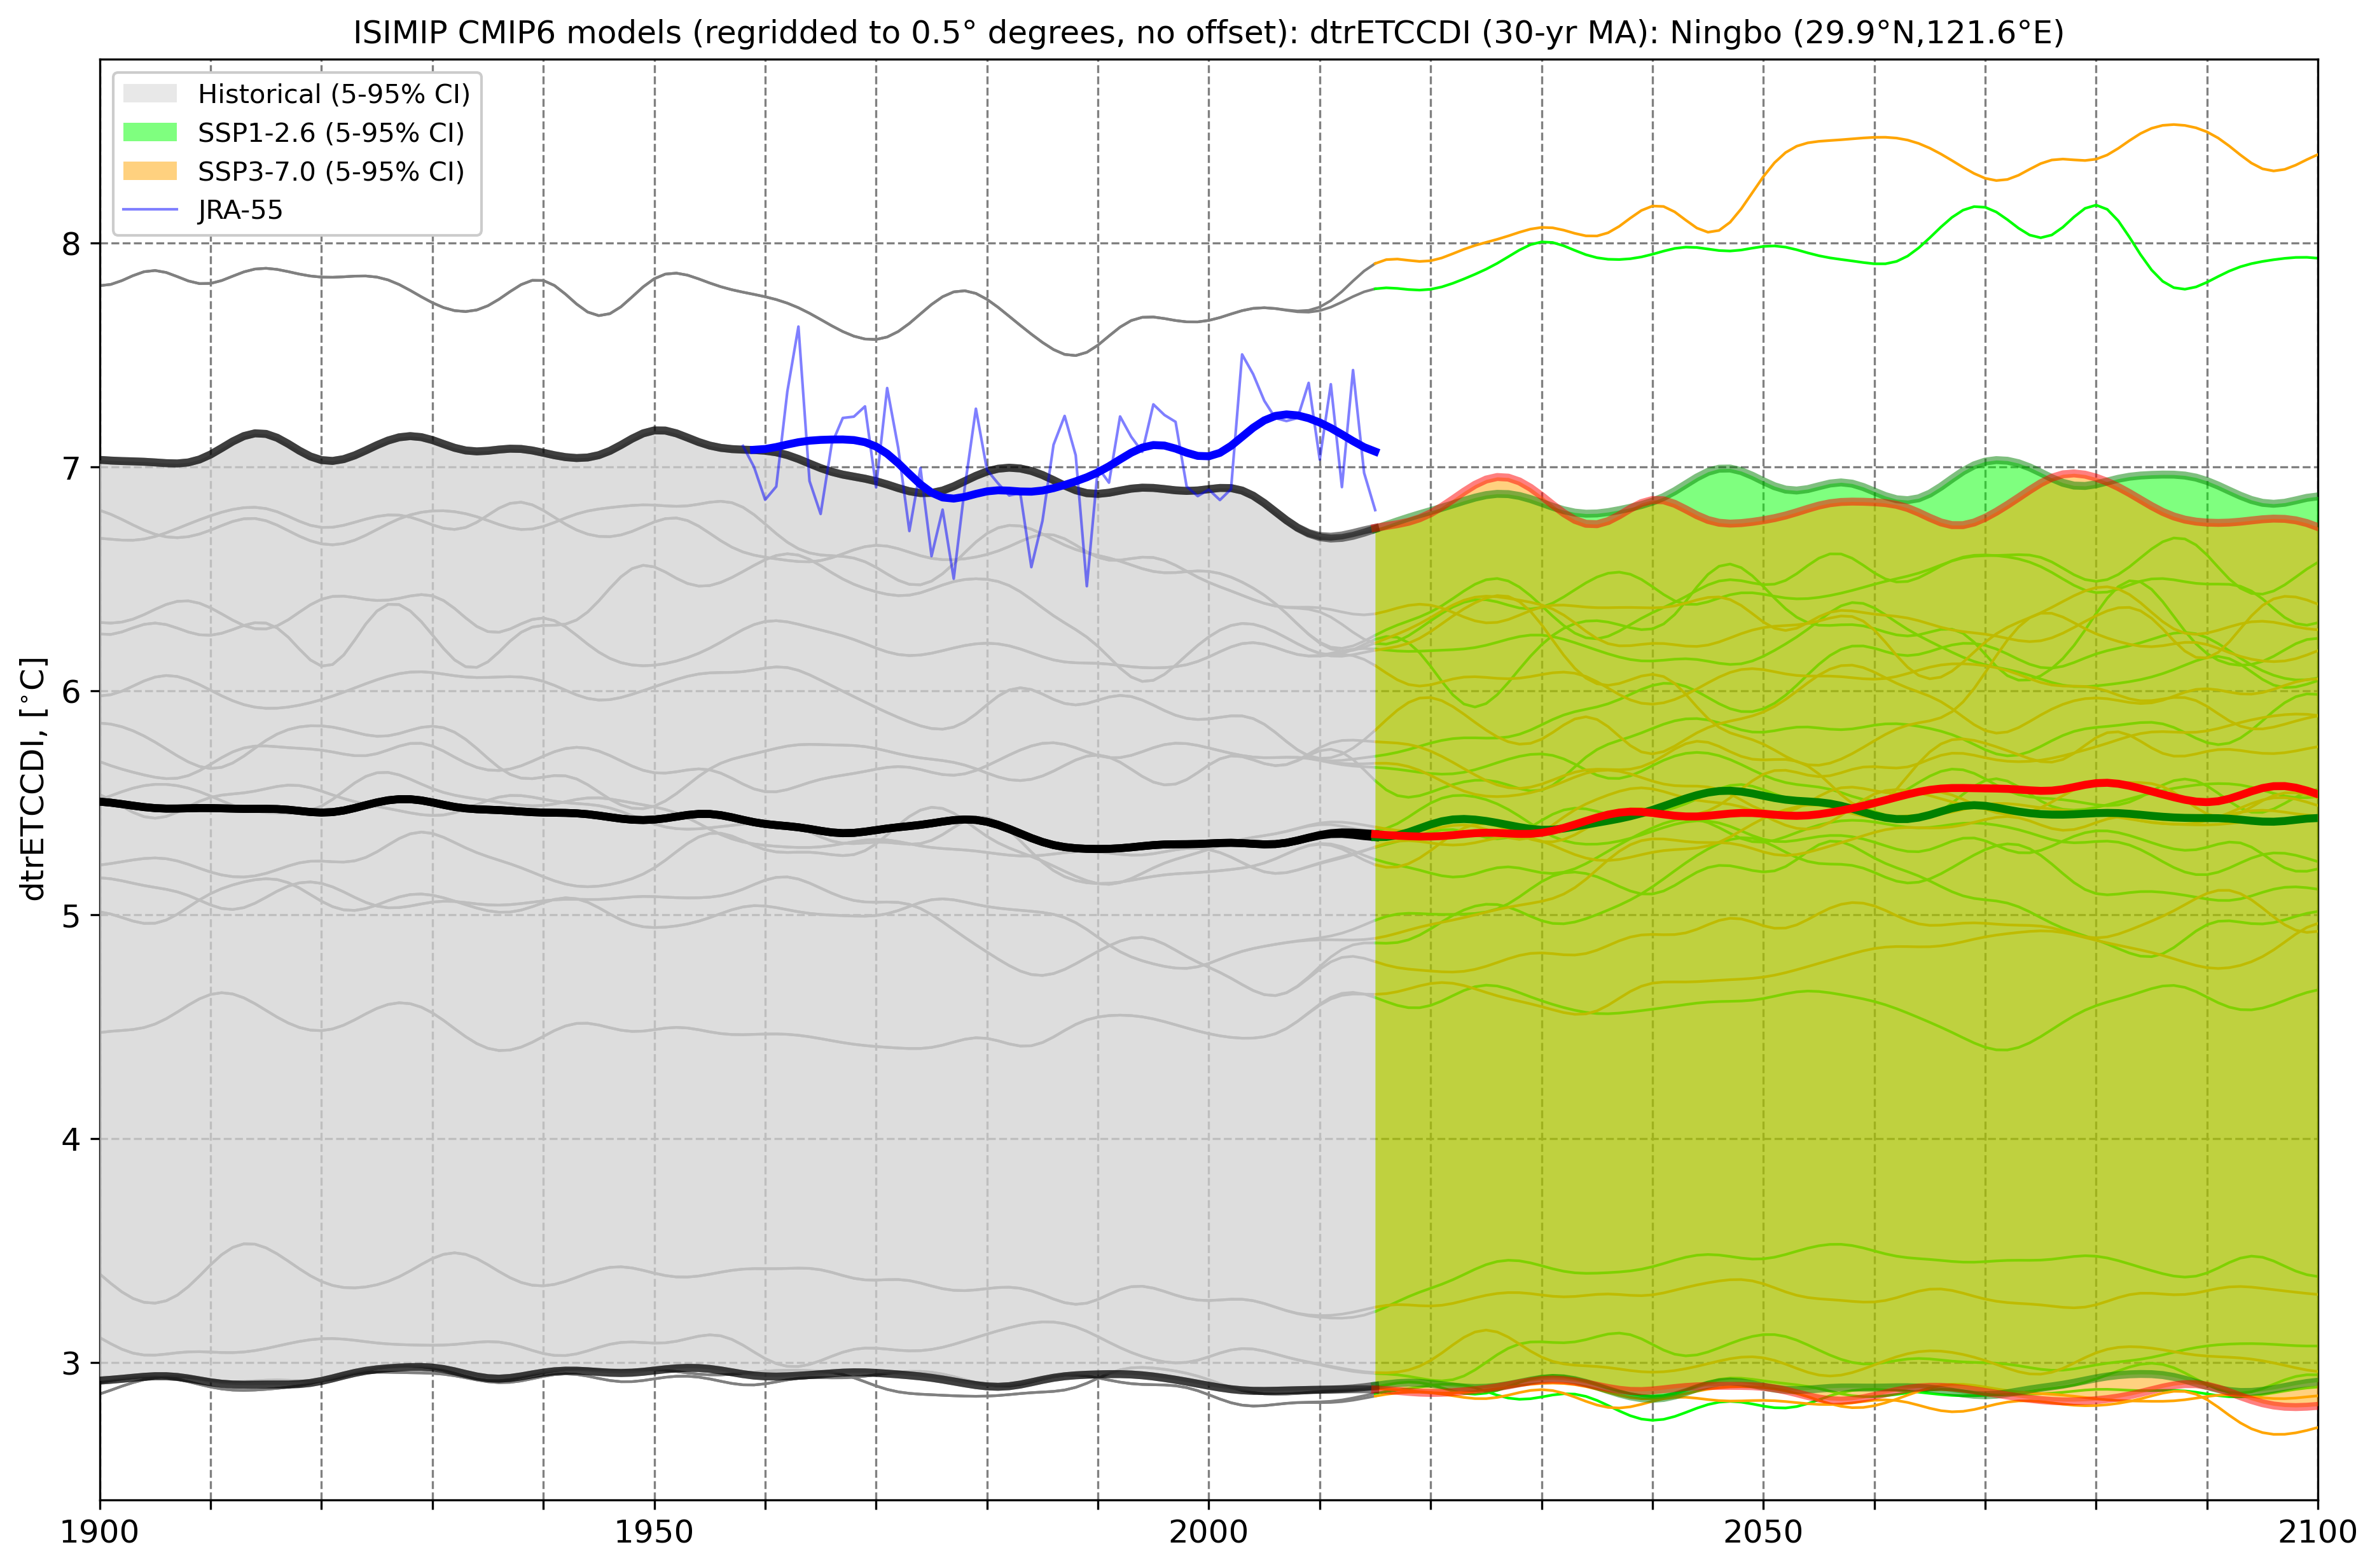 ISIMIP CMIP6 models (regridded to 0.5° degrees, no offset): dtrETCCDI (30-yr MA): Ningbo (29.9°N,121.6°E)
Historical (5-95% CI)
SSP1-2.6 (5-95% CI)
SSP3-7.0 (5-95% CI)
JRA-55
dtrETCCDI, [°C]
8
7
6
5
4
3
1900
1950
2000
2050
2100